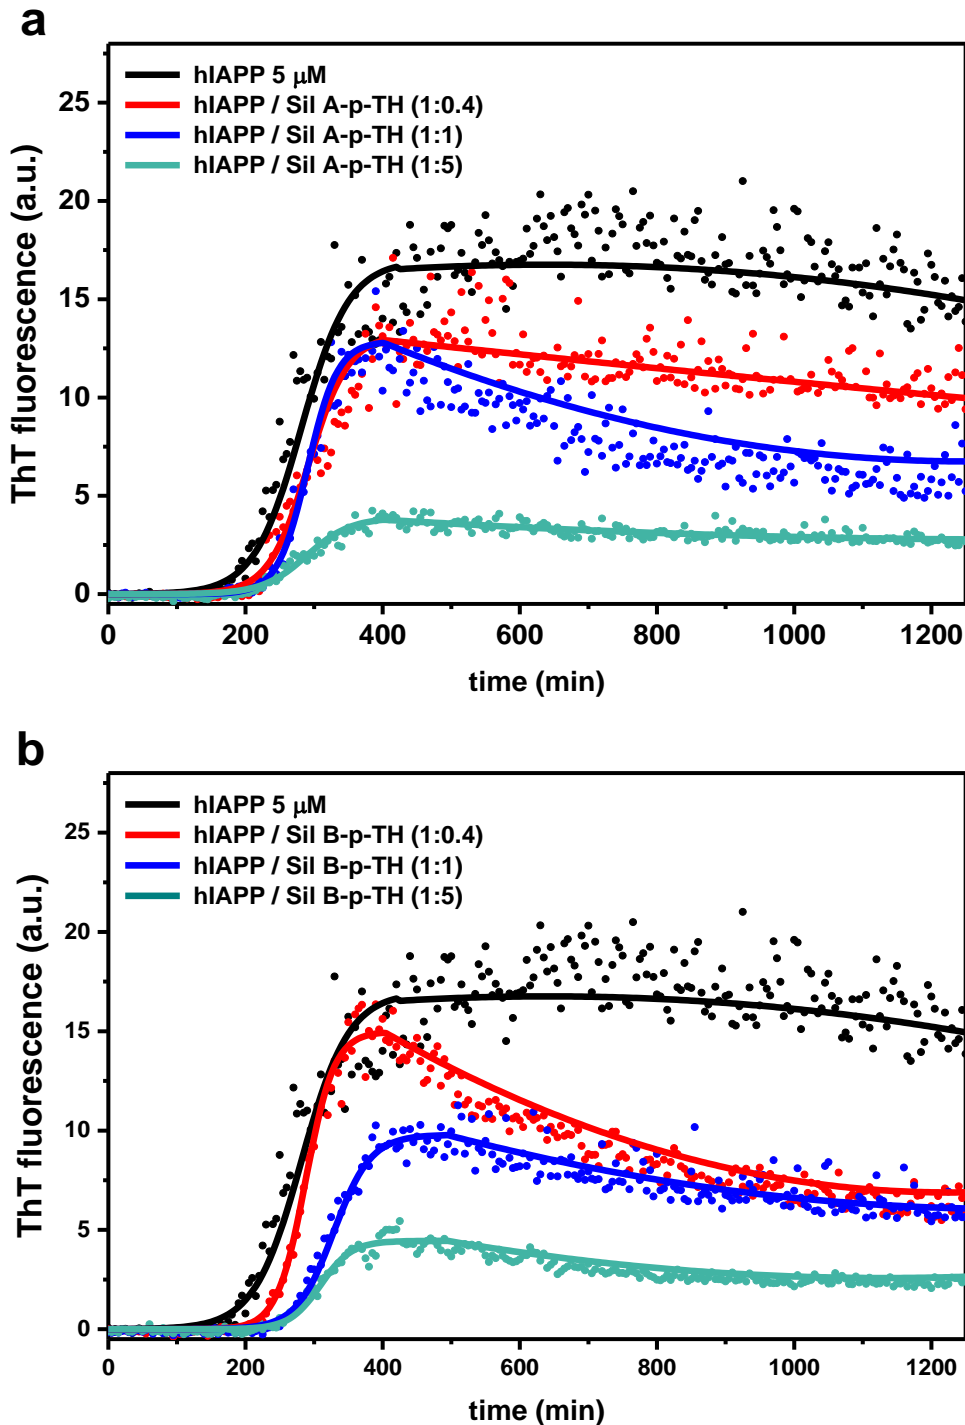 a
hIAPP 5 μM
hIAPP / Sil A-p-TH (1:0.4)
hIAPP / Sil A-p-TH (1:1)
hIAPP / Sil A-p-TH (1:5)
ThT fluorescence (a.u.)
25
20
15
10
5
0
0 200 400 600 800 1000 1200
time (min)
b
hIAPP 5 μM
hIAPP / Sil B-p-TH (1:0.4)
hIAPP / Sil B-p-TH (1:1)
hIAPP / Sil B-p-TH (1:5)
ThT fluorescence (a.u.)
25
20
15
10
5
0
0 200 400 600 800 1000 1200
time (min)